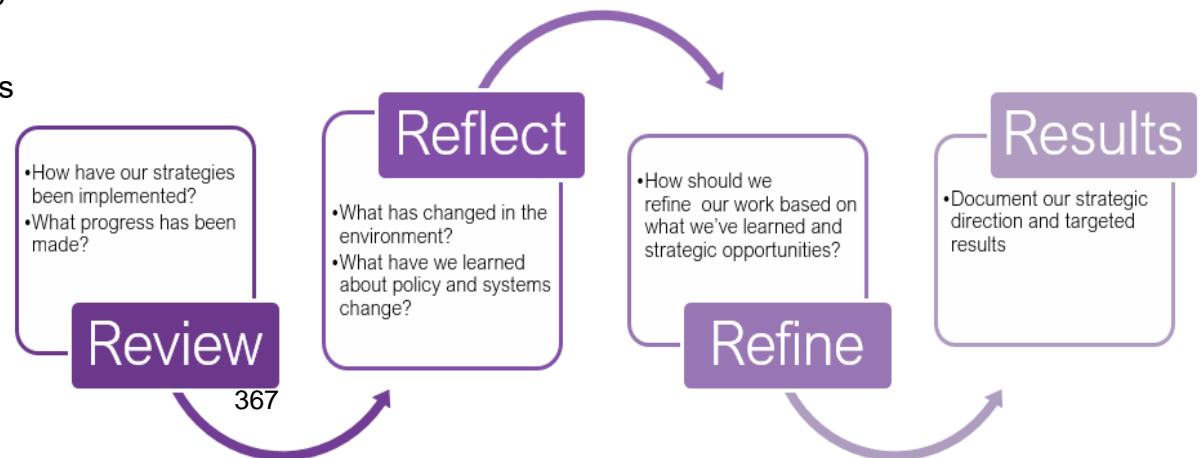 s
•How have our strategies
been implemented?
•What progress has been
made?
Review
367
Reflect
•What has changed in the
environment?
•What have we learned
about policy and systems
change?
•How should we
refine  our work based on
what we've learned and
strategic opportunities?
Refine
Results
•Document our strategic
direction and targeted
results